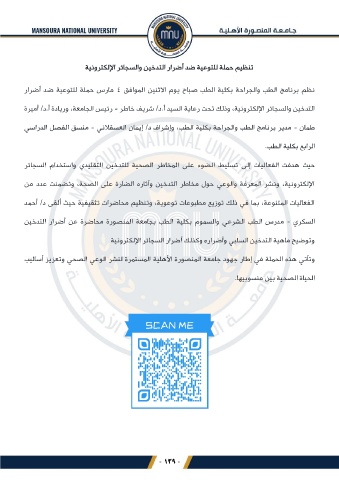 MANSOURA NATIONAL UNIVERSITY
جـامـعـة المنصـورة الأهليـة
تنظيم حملة للتوعية ضد أضرار التدخين والسجائر الإلكترونية
نظم برنامج الطب والجراحة بكلية الطب صباح يوم الاثنين الموافق ٤ مارس حملة للتوعية ضد أضرار
التدخين والسجائر الإلكترونية، وذلك تحت رعاية السيد أ.د/ شريف خاطر - رئيس الجامعة، وريادة أ.د/ أميرة
طمان - مدير برنامج الطب والجراحة بكلية الطب، وإشراف د/ إيمان العسقلاني - منسق الفصل الدراسي
الرابع بكلية الطب.
حيث هدفت الفعاليات إلى تسليط الضوء على المخاطر الصحية للتدخين التقليدي واستخدام السجائر
الإلكترونية، ونشر المعرفة والوعي حول مخاطر التدخين وآثاره الضارة على الصحة، وتضمنت عدد من
الفعاليات المتنوعة، بما في ذلك توزيع مطبوعات توعوية، وتنظيم محاضرات تثقيفية حيث ألقى د/ أحمد
السكري - مدرس الطب الشرعي والسموم بكلية الطب بجامعة المنصورة محاضرة عن أضرار التدخين
وتوضيح ماهية التدخين السلبي وأضراره وكذلك أضرار السجائر الإلكترونية
وتأتي هذه الحملة في إطار جهود جامعة المنصورة الأهلية المستمرة لنشر الوعي الصحي وتعزيز أساليب
الحياة الصحية بين منسوبيها.
SCAN ME
- ١٣٩ -